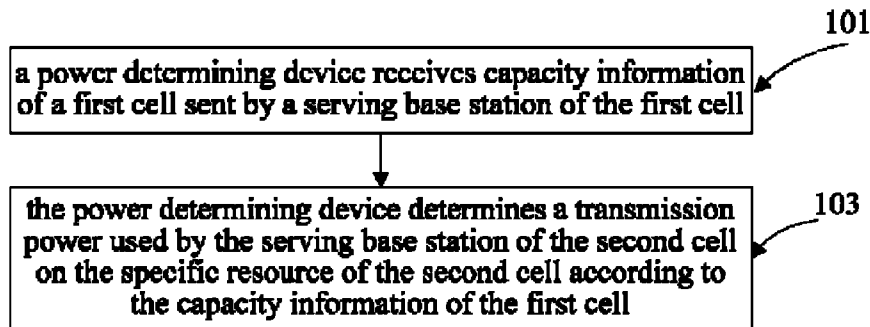 101
a power determining device receives capacity information
of a first cell sent by a serving base station of the first cell
103
the power determining device determines a transmission
power used by the serving base station of the second cell
on the specific resource of the second cell according to
the capacity information of the first cell